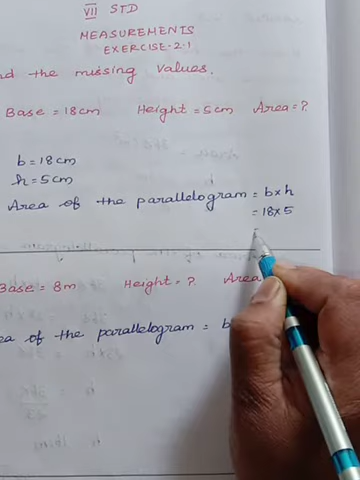 VII STD
MEASUREMENTS
EXERCISE-2.1
the missing values.
Base = 18cm Height = 5cm Area = ?
b = 18cm
h = 5cm
Area of the parallelogram = b x h
= 18 x 5
=
Base = 8m Height = ? Area
of the parallelogram = b